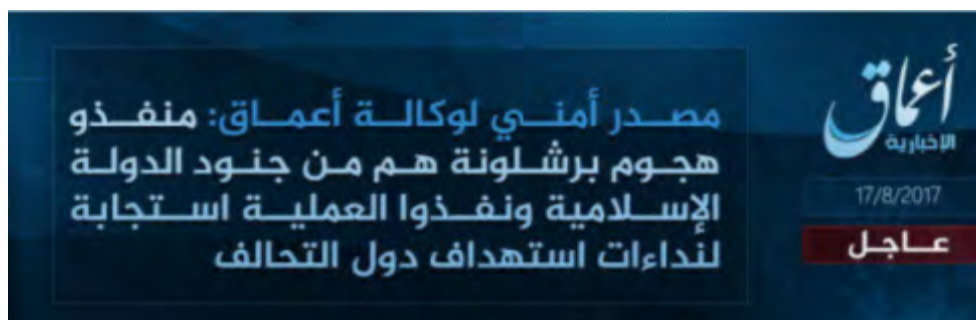 مصدر أمني لوكالة أعماق: منفذو
هجوم برشلونة هم من جنود الدولة
الإسلامية ونفذوا العملية استجابة
لنداءات استهداف دول التحالف
أعماق
الإخبارية
17/8/2017
عاجل